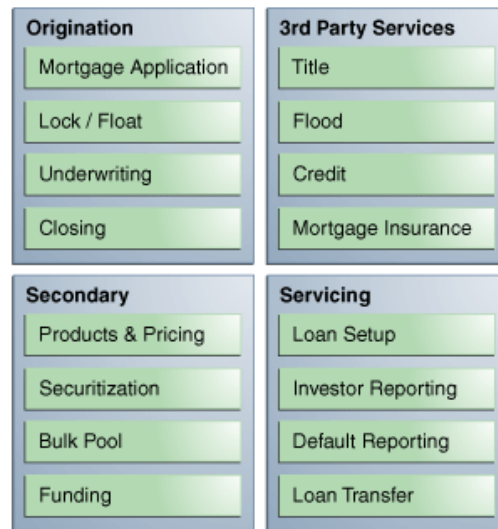 Origination
Mortgage Application
Lock / Float
Underwriting
Closing
3rd Party Services
Title
Flood
Credit
Mortgage Insurance
Secondary
Products & Pricing
Securitization
Bulk Pool
Funding
Servicing
Loan Setup
Investor Reporting
Default Reporting
Loan Transfer